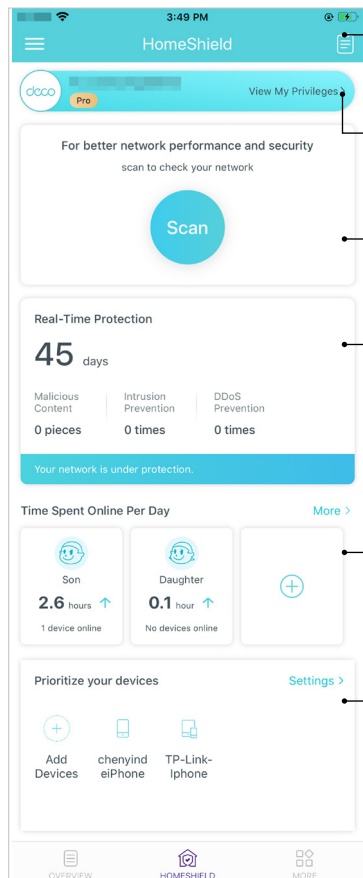 3:49 PM
HomeShield
deco
Pro
View My Privileges >
For better network performance and security
scan to check your network
Scan
Real-Time Protection
45 days
Malicious Content
Intrusion Prevention
DDoS Prevention
0 pieces
0 times
0 times
Your network is under protection.
Time Spent Online Per Day
More >
Son
Daughter
2.6 hours ↑
0.1 hour ↑
1 device online
No devices online
Prioritize your devices
Settings >
Add Devices
chenyind eiPhone
TP-Link-Iphone
OVERVIEW
HOMESHIELD
MORE